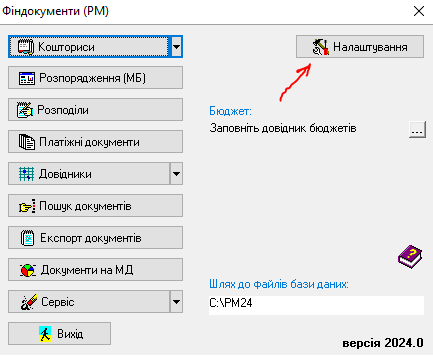 Фіндокументи (РМ)
Кошториси
Налаштування
Розпорядження (МБ)
Розподіли
Бюджет:
Заповніть довідник бюджетів
...
Платіжні документи
Довідники
Пошук документів
Експорт документів
Документи на МД
Шлях до файлів бази даних:
Сервіс
C:\PM24
Вихід
версія 2024.0